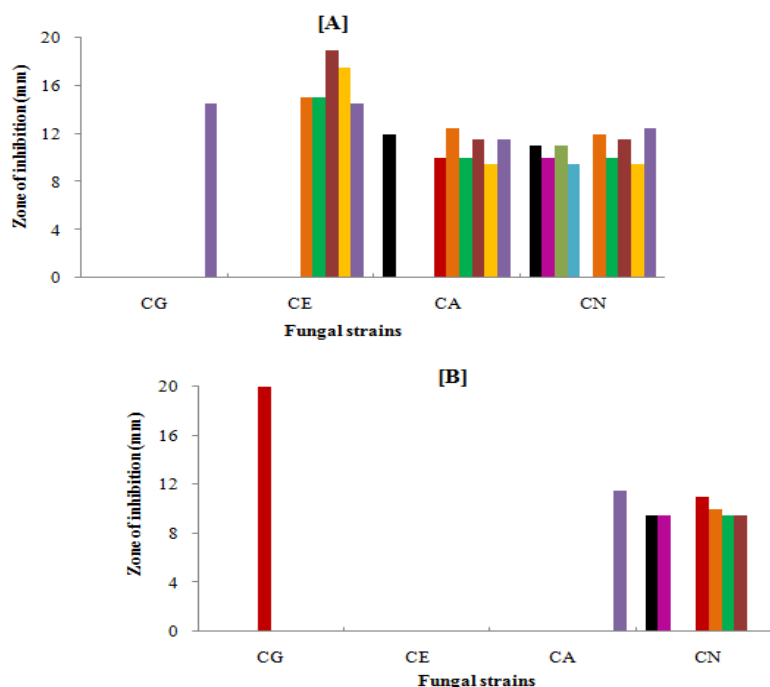 [A]
Zone of inhibition (mm)
20
16
12
8
4
0
CG CE CA CN
Fungal strains
[B]
Zone of inhibition (mm)
20
16
12
8
4
0
CG CE CA CN
Fungal strains